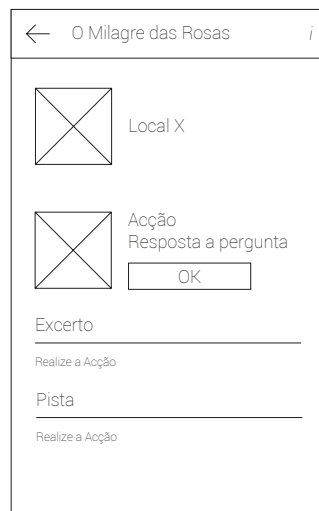 O Milagre das Rosas i
Local X
Acção
Resposta a pergunta
OK
Excerto
Realize a Acção
Pista
Realize a Acção